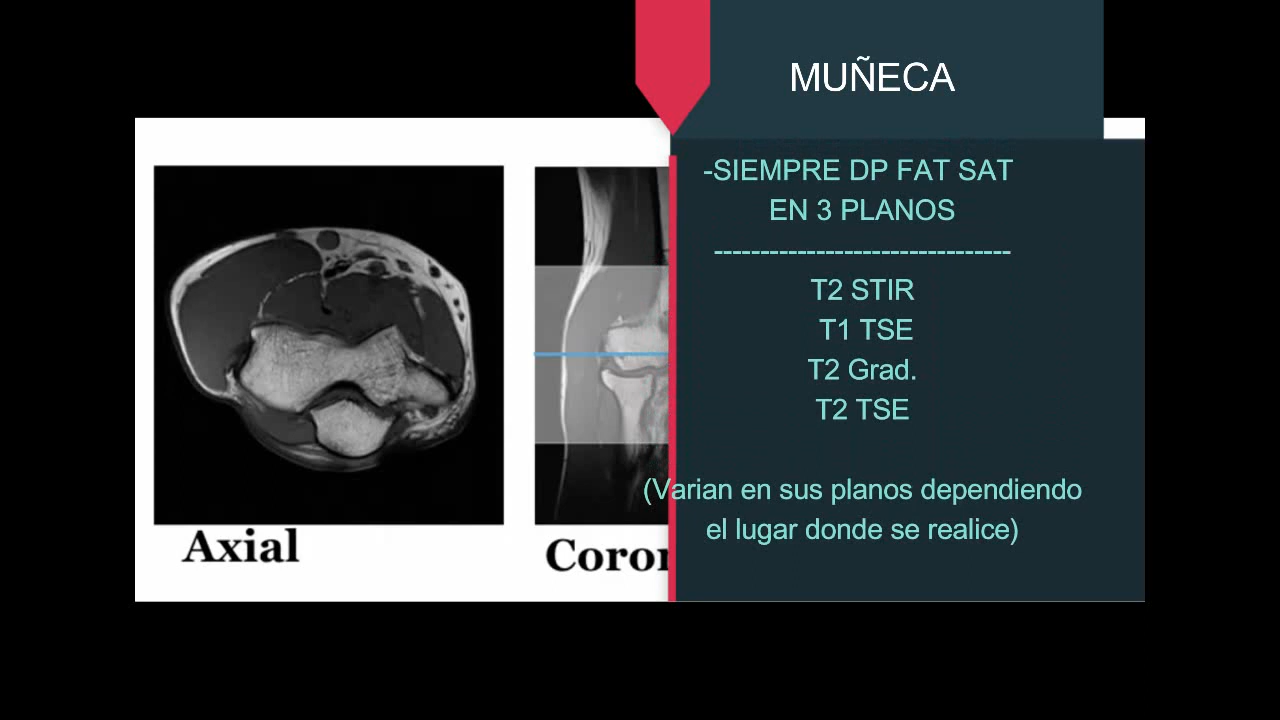 MUÑECA
-SIEMPRE DP FAT SAT
EN 3 PLANOS
--------------------------------
T2 STIR
T1 TSE
T2 Grad.
T2 TSE
(Varian en sus planos dependiendo
el lugar donde se realice)
Axial
Coron